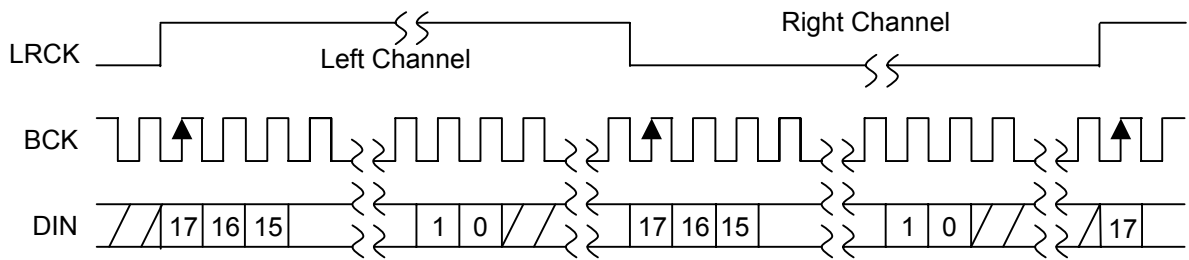 Right Channel
LRCK
Left Channel
BCK
DIN 17 16 15 1 0 17 16 15 1 0 17